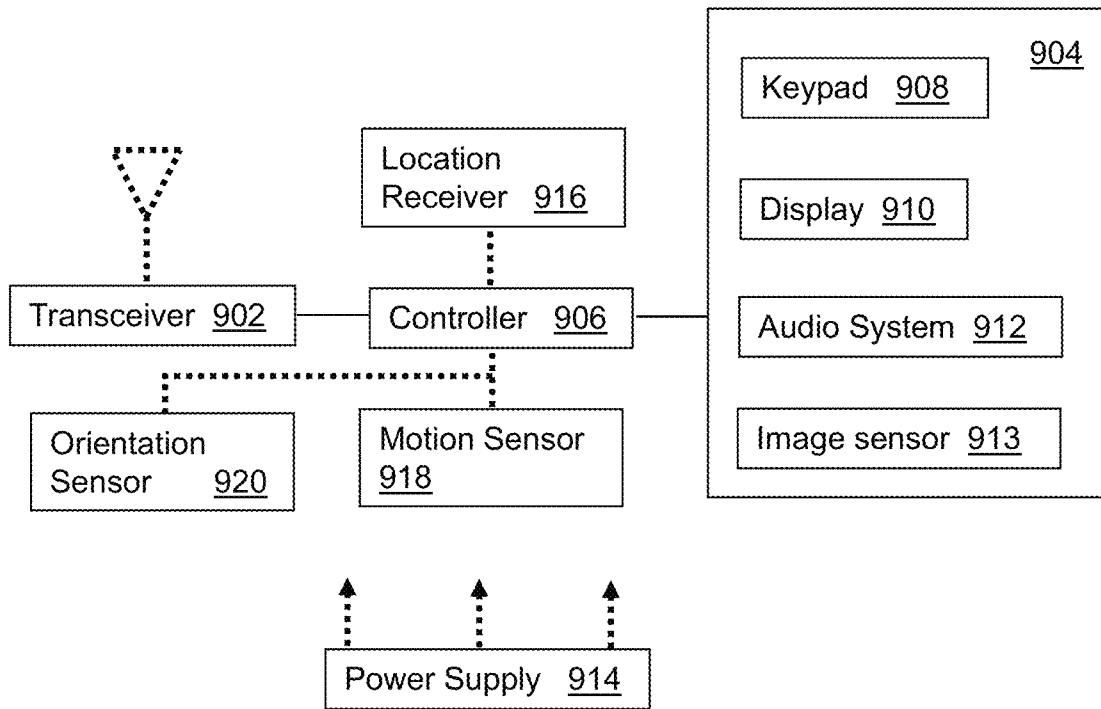 904
Keypad 908
Location
Receiver 916
Display 910
Transceiver 902
Controller 906
Audio System 912
Orientation
Sensor 920
Motion Sensor
918
Image sensor 913
Power Supply 914